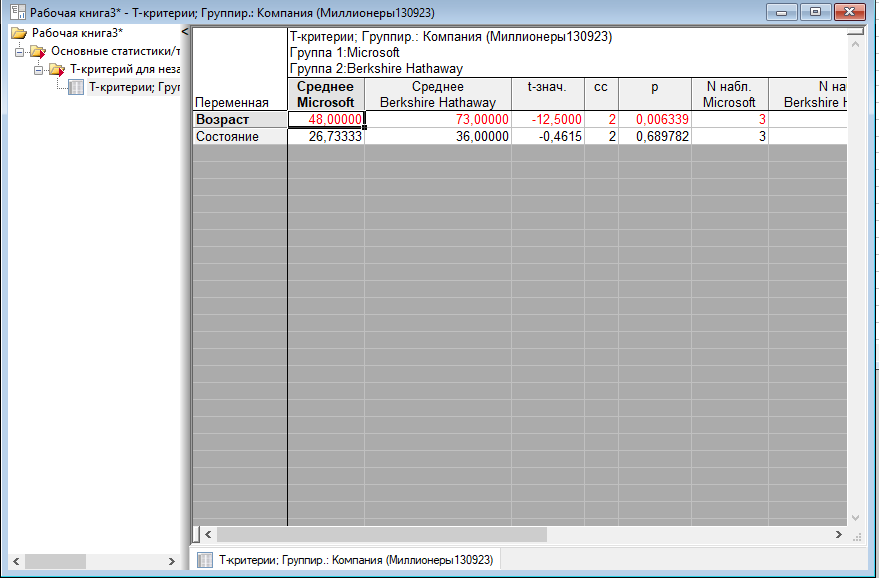 Рабочая книга3* - Т-критерии; Группир.: Компания (Миллионеры130923)
Рабочая книга3*
Основные статистики/т
Т-критерий для неза
Т-критерии; Груп
Т-критерии; Группир.: Компания (Миллионеры130923)
Группа 1:Microsoft
Группа 2:Berkshire Hathaway
Переменная
Среднее Microsoft
Среднее Berkshire Hathaway
t-знач.
сс
p
N набл. Microsoft
N на Berkshire H
Возраст 48,00000 73,00000 -12,5000 2 0,006339 3
Состояние 26,73333 36,00000 -0,4615 2 0,689782 3
Т-критерии; Группир.: Компания (Миллионеры130923)